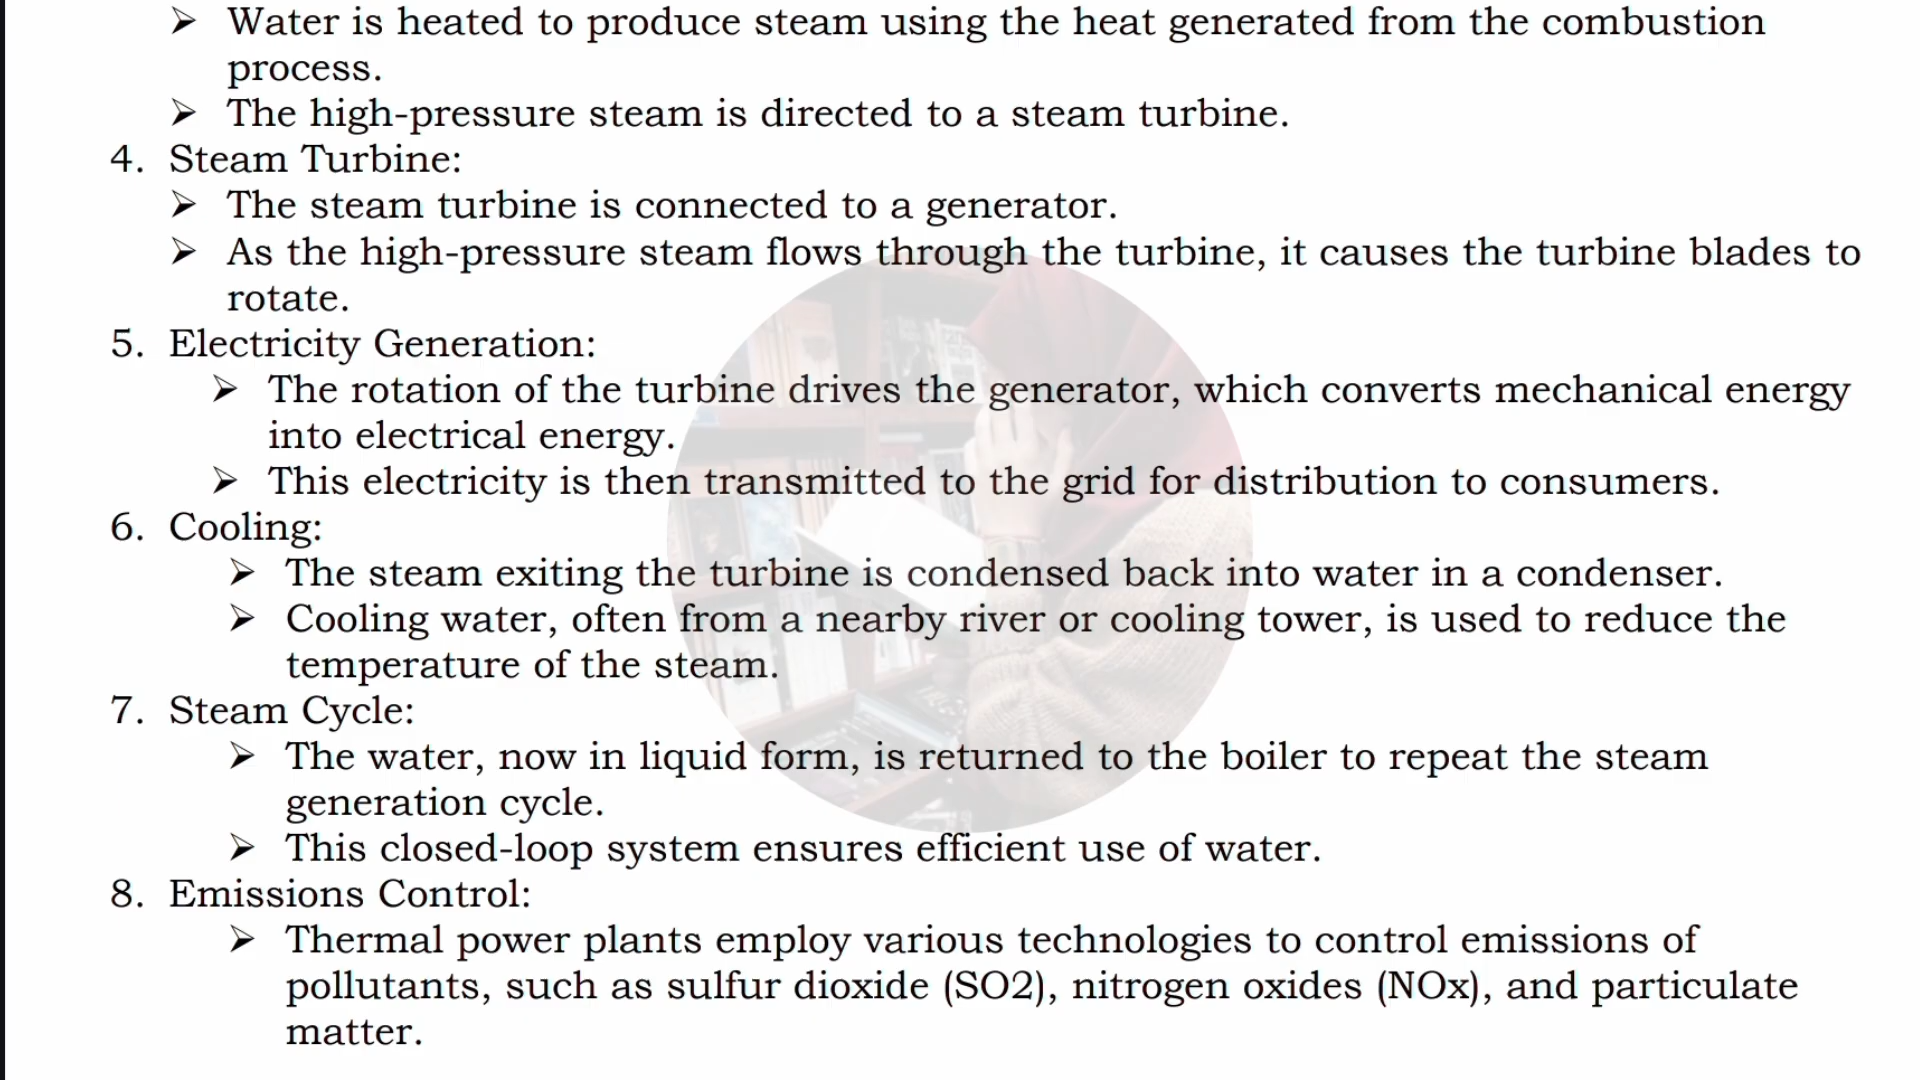 ➢ Water is heated to produce steam using the heat generated from the combustion
process.
➢ The high-pressure steam is directed to a steam turbine.
4. Steam Turbine:
➢ The steam turbine is connected to a generator.
➢ As the high-pressure steam flows through the turbine, it causes the turbine blades to
rotate.
5. Electricity Generation:
➢ The rotation of the turbine drives the generator, which converts mechanical energy
into electrical energy.
➢ This electricity is then transmitted to the grid for distribution to consumers.
6. Cooling:
➢ The steam exiting the turbine is condensed back into water in a condenser.
➢ Cooling water, often from a nearby river or cooling tower, is used to reduce the
temperature of the steam.
7. Steam Cycle:
➢ The water, now in liquid form, is returned to the boiler to repeat the steam
generation cycle.
➢ This closed-loop system ensures efficient use of water.
8. Emissions Control:
➢ Thermal power plants employ various technologies to control emissions of
pollutants, such as sulfur dioxide (SO2), nitrogen oxides (NOx), and particulate
matter.